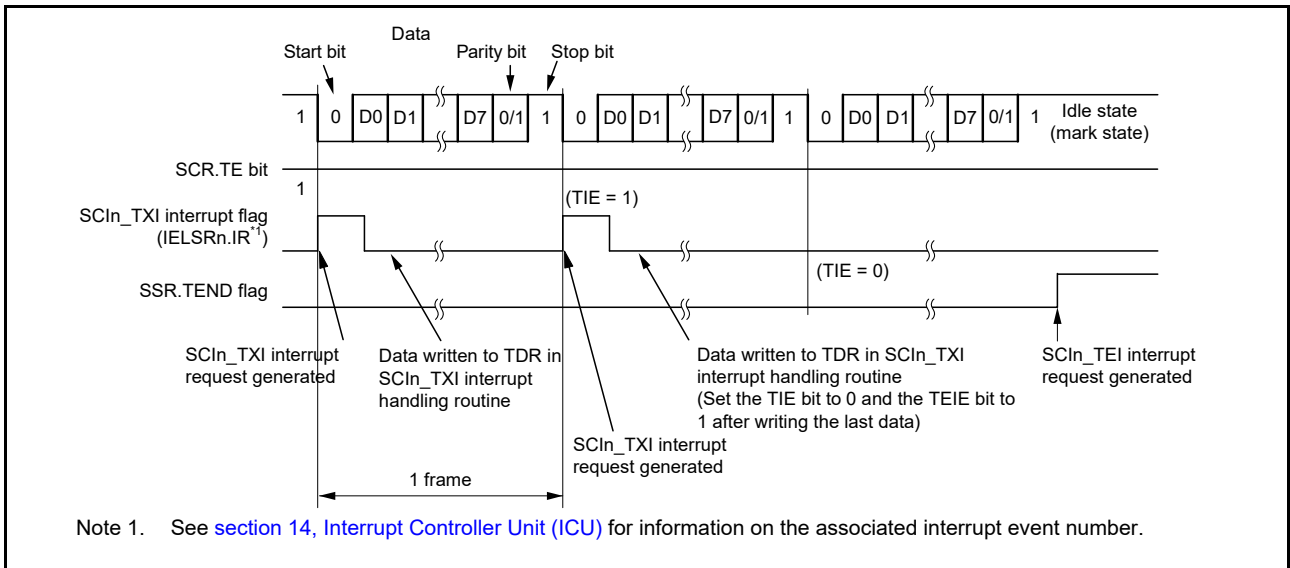 Data
Start bit
Parity bit
Stop bit
1 0 D0 D1 D7 0/1 1 0 D0 D1 D7 0/1 1 0 D0 D1 D7 0/1 1
Idle state
(mark state)
SCR.TE bit
1
SCIn_TXI interrupt flag
(IELSRn.IR*1)
(TIE = 1)
(TIE = 0)
SSR.TEND flag
SCIn_TXI interrupt
request generated
Data written to TDR in
SCIn_TXI interrupt
handling routine
SCIn_TXI interrupt
request generated
Data written to TDR in SCIn_TXI
interrupt handling routine
(Set the TIE bit to 0 and the TEIE bit to
1 after writing the last data)
SCIn_TEI interrupt
request generated
1 frame
Note 1. See section 14, Interrupt Controller Unit (ICU) for information on the associated interrupt event number.